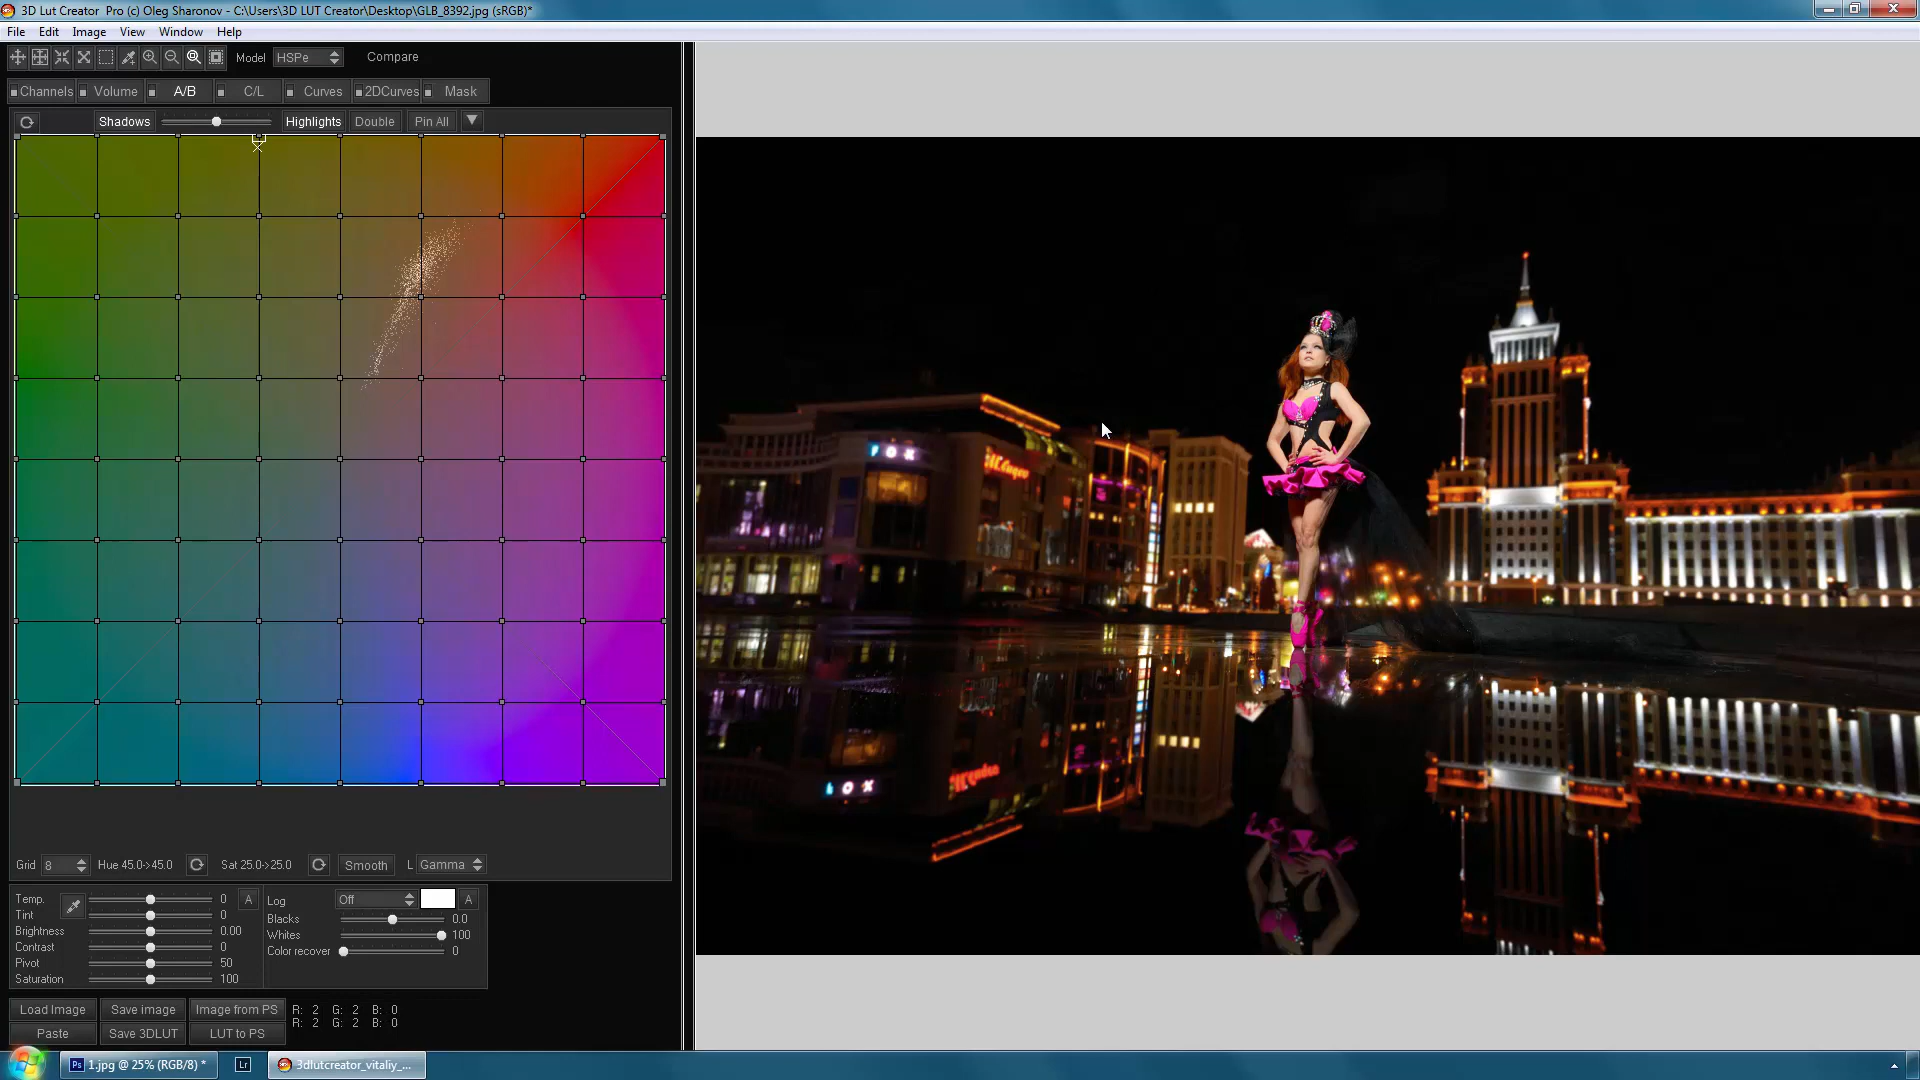 3D Lut Creator Pro (c) Oleg Sharonov - C:\Users\3D LUT Creator\Desktop\GLB_8392.jpg (sRGB)*
File Edit Image View Window Help
Model HSPe Compare
Channels Volume A/B C/L Curves 2DCurves Mask
Shadows Highlights Double Pin All
FOX
Grid 8 Hue 45.0->45.0 Sat 25.0->25.0 Smooth L Gamma
Temp. 0 A
Tint 0
Brightness 0.00
Contrast 0
Pivot 50
Saturation 100
Log Off A
Blacks 0.0
Whites 100
Color recover 0
Load Image Save image Image from PS R: 2 G: 2 B: 0
R: 2 G: 2 B: 0
Paste Save 3DLUT LUT to PS
Ps 1.jpg @ 25% (RGB/8) * Lr 3dlutcreator_vitaliy_...